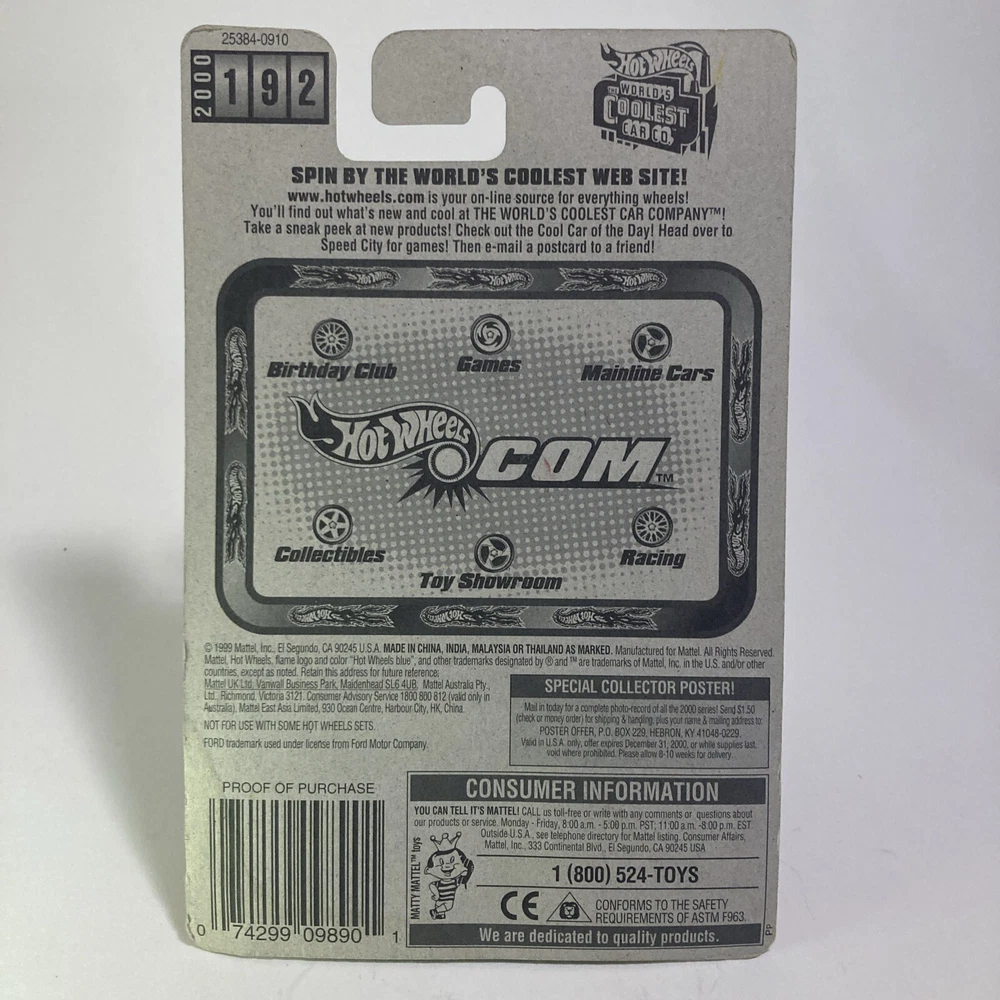 25384-0910
2000 192
HOT WHEELS
THE WORLD'S
COOLEST
CAR CO.™
SPIN BY THE WORLD'S COOLEST WEB SITE!
www.hotwheels.com is your on-line source for everything wheels!
You'll find out what's new and cool at THE WORLD'S COOLEST CAR COMPANY™!
Take a sneak peek at new products! Check out the Cool Car of the Day! Head over to
Speed City for games! Then e-mail a postcard to a friend!
HOT WHEELS HOT WHEELS HOT WHEELS
Birthday Club Games Mainline Cars
HOT WHEELS .COM™
Collectibles Toy Showroom Racing
HOT WHEELS HOT WHEELS HOT WHEELS
© 1999 Mattel, Inc., El Segundo, CA 90245 U.S.A. MADE IN CHINA, INDIA, MALAYSIA OR THAILAND AS MARKED. Manufactured for Mattel. All Rights Reserved.
Mattel, Hot Wheels, flame logo and color "Hot Wheels blue", and other trademarks designated by ® and ™ are trademarks of Mattel, Inc. in the U.S. and/or other
countries, except as noted. Retain this address for future reference:
Mattel UK Ltd, Vanwall Business Park, Maidenhead SL6 4UB. Mattel Australia Pty.,
Ltd., Richmond, Victoria 3121. Consumer Advisory Service 1800 800 812 (valid only in
Australia). Mattel East Asia Limited, 930 Ocean Centre, Harbour City, HK, China.
NOT FOR USE WITH SOME HOT WHEELS SETS.
FORD trademark used under license from Ford Motor Company.
SPECIAL COLLECTOR POSTER!
Mail in today for a complete photo-record of all the 2000 series! Send $1.50
(check or money order) for shipping & handling, plus your name & mailing address to:
POSTER OFFER, P.O. BOX 229, HEBRON, KY 41048-0229.
Valid in U.S.A. only, offer expires December 31, 2000, or while supplies last,
void where prohibited. Please allow 8-10 weeks for delivery.
PROOF OF PURCHASE
0 74299 09890 1
CONSUMER INFORMATION
YOU CAN TELL IT'S MATTEL! CALL us toll-free or write with any comments or questions about
our products or service. Monday - Friday, 8:00 a.m. - 5:00 p.m. PST; 11:00 a.m. -8:00 p.m. EST.
Outside U.S.A., see telephone directory for Mattel listing. Consumer Affairs,
Mattel, Inc., 333 Continental Blvd., El Segundo, CA 90245 USA
MATTY MATTEL™ toys
1 (800) 524-TOYS
CE
CONFORMS TO THE SAFETY
REQUIREMENTS OF ASTM F963.
We are dedicated to quality products.
PP